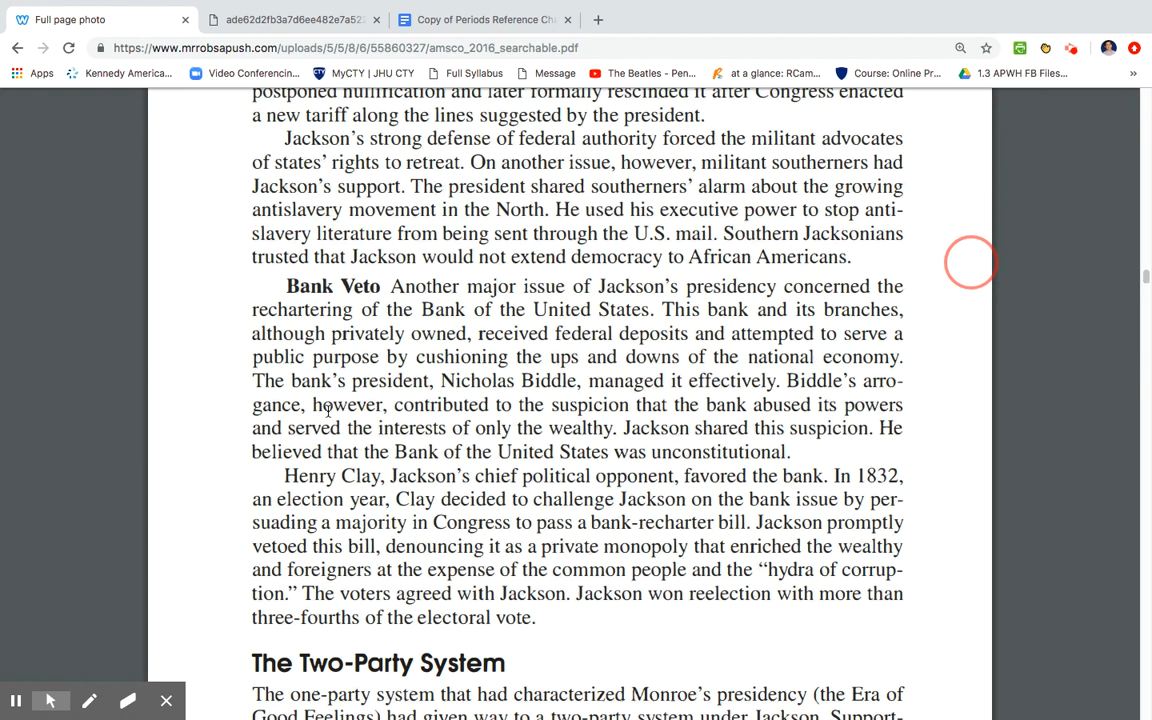 Full page photo
ade62d2fb3a7d6ee482e7a522
Copy of Periods Reference Ch
https://www.mrrobsapush.com/uploads/5/5/8/6/55860327/amsco_2016_searchable.pdf
Apps
Kennedy America...
Video Conferencin...
MyCTY | JHU CTY
Full Syllabus
Message
The Beatles - Pen...
at a glance: RCam...
Course: Online Pr...
1.3 APWH FB Files...
»
postponed nullification and later formally rescinded it after Congress enacted
a new tariff along the lines suggested by the president.
Jackson’s strong defense of federal authority forced the militant advocates
of states’ rights to retreat. On another issue, however, militant southerners had
Jackson’s support. The president shared southerners’ alarm about the growing
antislavery movement in the North. He used his executive power to stop anti-
slavery literature from being sent through the U.S. mail. Southern Jacksonians
trusted that Jackson would not extend democracy to African Americans.
Bank Veto Another major issue of Jackson’s presidency concerned the
rechartering of the Bank of the United States. This bank and its branches,
although privately owned, received federal deposits and attempted to serve a
public purpose by cushioning the ups and downs of the national economy.
The bank’s president, Nicholas Biddle, managed it effectively. Biddle’s arro-
gance, however, contributed to the suspicion that the bank abused its powers
and served the interests of only the wealthy. Jackson shared this suspicion. He
believed that the Bank of the United States was unconstitutional.
Henry Clay, Jackson’s chief political opponent, favored the bank. In 1832,
an election year, Clay decided to challenge Jackson on the bank issue by per-
suading a majority in Congress to pass a bank-recharter bill. Jackson promptly
vetoed this bill, denouncing it as a private monopoly that enriched the wealthy
and foreigners at the expense of the common people and the “hydra of corrup-
tion.” The voters agreed with Jackson. Jackson won reelection with more than
three-fourths of the electoral vote.
The Two-Party System
The one-party system that had characterized Monroe’s presidency (the Era of
Good Feelings) had given way to a two-party system under Jackson. Support-